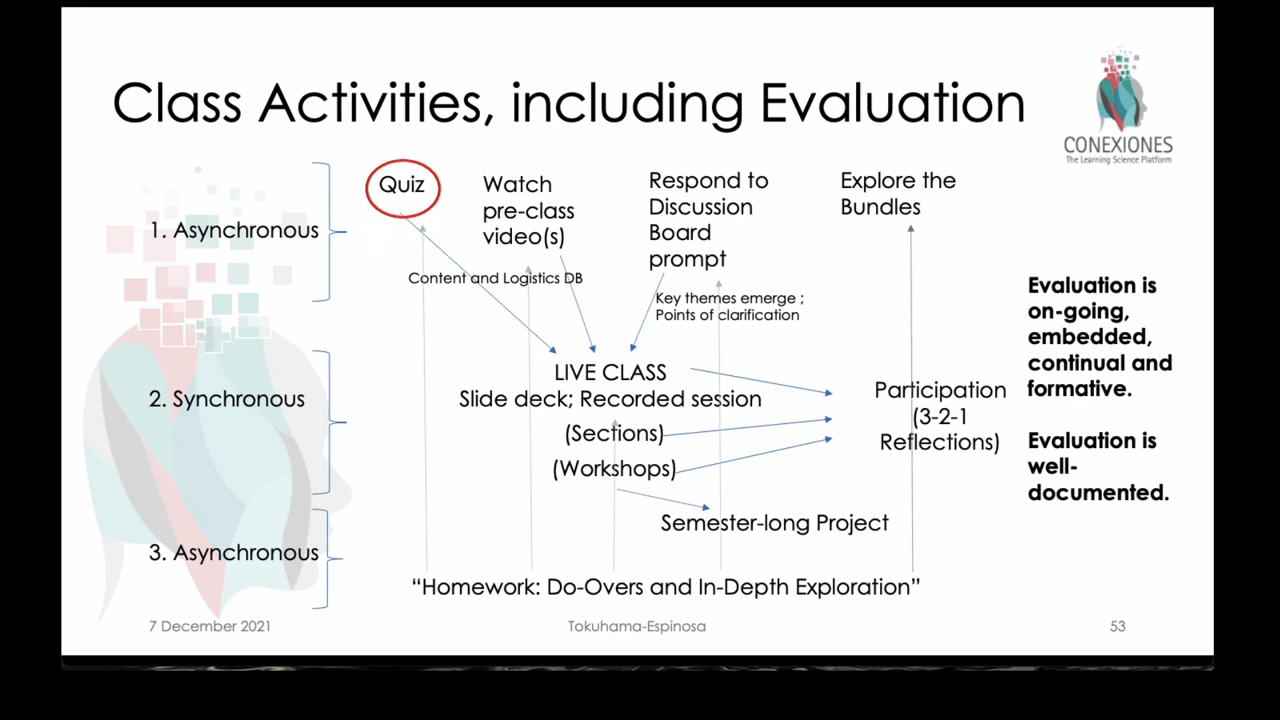 Class Activities, including Evaluation
CONEXIONES
The Learning Science Platform
1. Asynchronous
Quiz
Watch
pre-class
video(s)
Respond to
Discussion
Board
prompt
Explore the
Bundles
Content and Logistics DB
Key themes emerge ;
Points of clarification
2. Synchronous
LIVE CLASS
Slide deck; Recorded session
(Sections)
(Workshops)
Participation
(3-2-1
Reflections)
Semester-long Project
Evaluation is
on-going,
embedded,
continual and
formative.
Evaluation is
well-
documented.
3. Asynchronous
“Homework: Do-Overs and In-Depth Exploration”
7 December 2021
Tokuhama-Espinosa
53